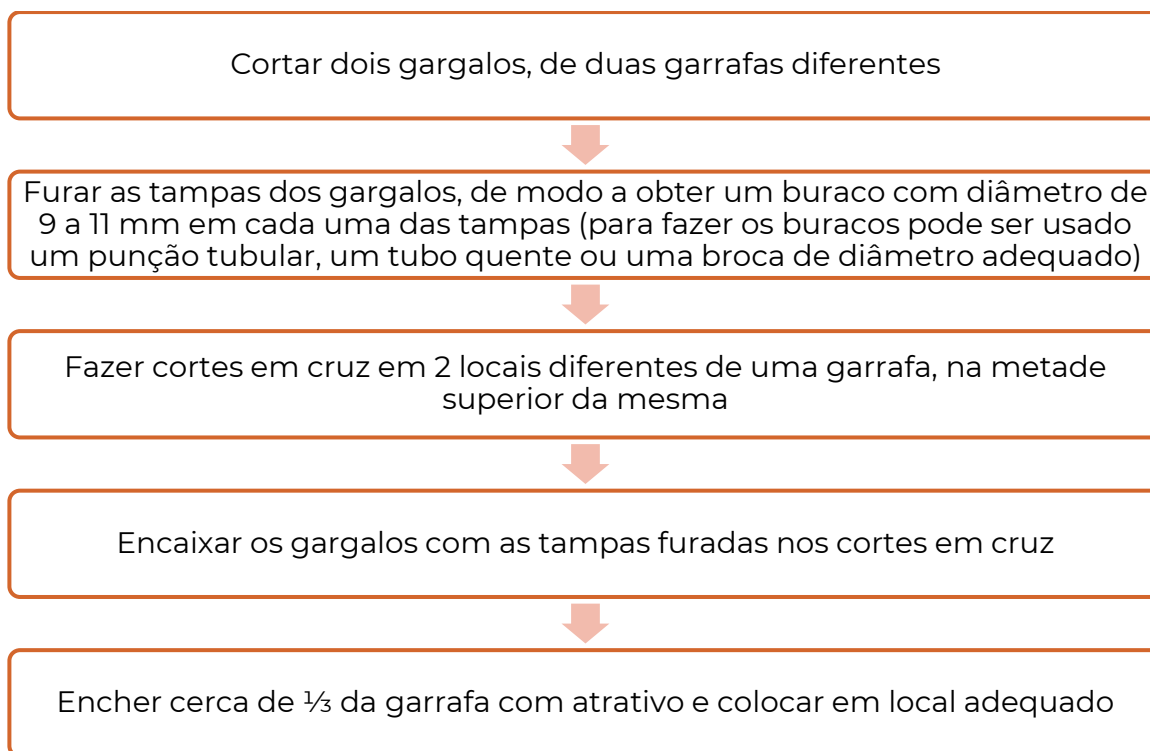 Cortar dois gargalos, de duas garrafas diferentes
Furar as tampas dos gargalos, de modo a obter um buraco com diâmetro de
9 a 11 mm em cada uma das tampas (para fazer os buracos pode ser usado
um punção tubular, um tubo quente ou uma broca de diâmetro adequado)
Fazer cortes em cruz em 2 locais diferentes de uma garrafa, na metade
superior da mesma
Encaixar os gargalos com as tampas furadas nos cortes em cruz
Encher cerca de ⅓ da garrafa com atrativo e colocar em local adequado